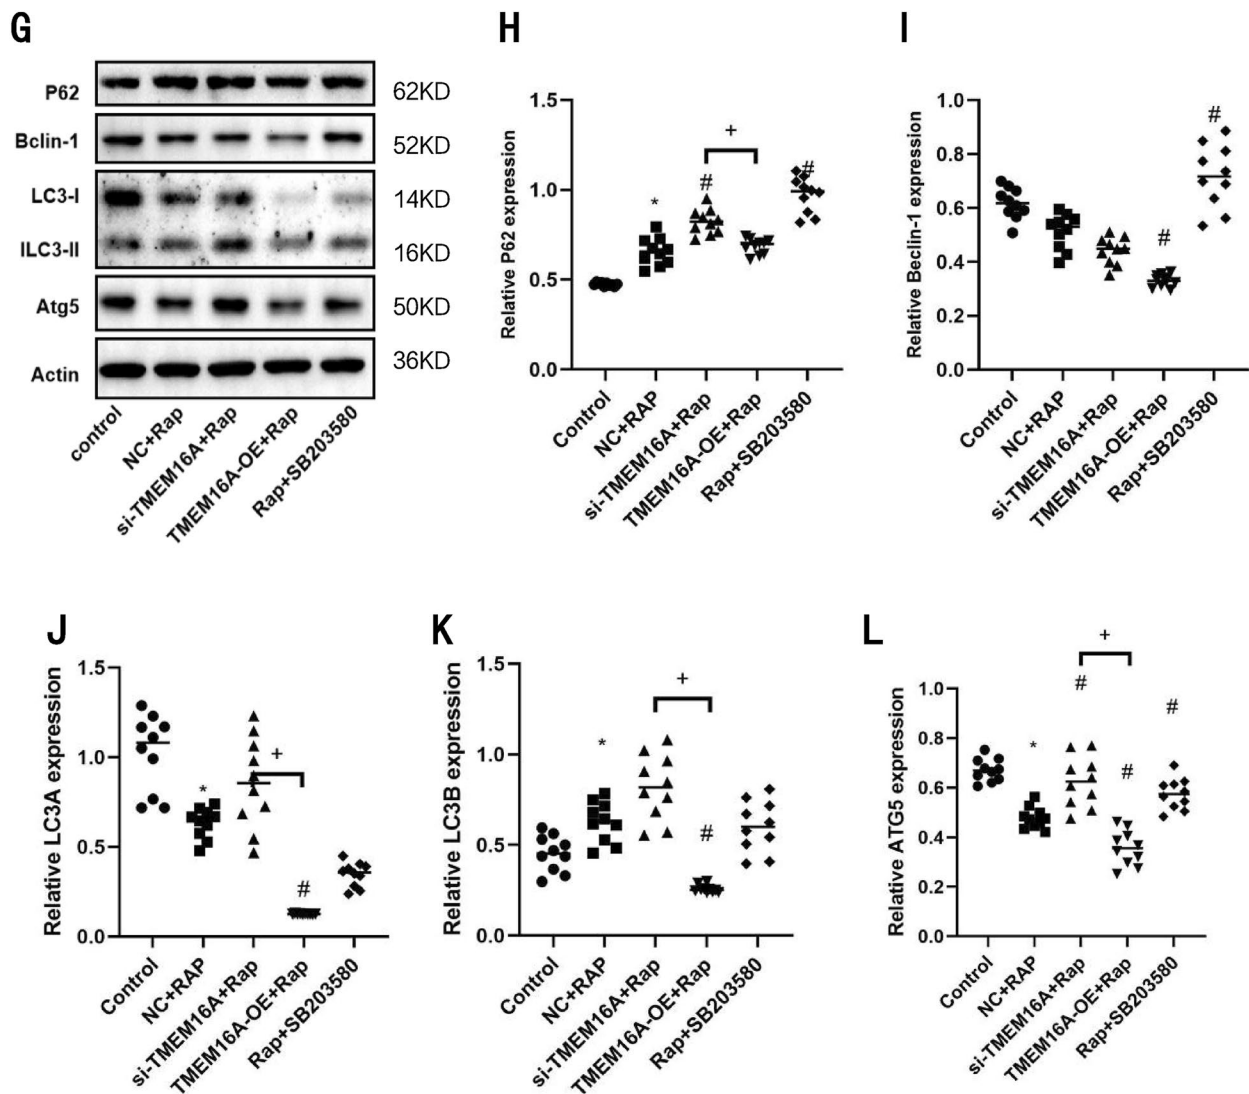 G
P62
62KD
Bclin-1
52KD
LC3-I
14KD
ILC3-II
16KD
Atg5
50KD
Actin
36KD
control
NC+Rap
si-TMEM16A+Rap
TMEM16A-OE+Rap
Rap+SB203580
H
Relative P62 expression
1.5
1.0
0.5
0.0
*
#
+
#
Control
NC+RAP
si-TMEM16A+Rap
TMEM16A-OE+Rap
Rap+SB203580
I
Relative Beclin-1 expression
1.0
0.8
0.6
0.4
0.2
0.0
#
#
Control
NC+RAP
si-TMEM16A+Rap
TMEM16A-OE+Rap
Rap+SB203580
J
Relative LC3A expression
1.5
1.0
0.5
0.0
*
+
#
Control
NC+RAP
si-TMEM16A+Rap
TMEM16A-OE+Rap
Rap+SB203580
K
Relative LC3B expression
1.5
1.0
0.5
0.0
*
+
#
Control
NC+RAP
si-TMEM16A+Rap
TMEM16A-OE+Rap
Rap+SB203580
L
Relative ATG5 expression
1.0
0.8
0.6
0.4
0.2
0.0
*
#
+
#
#
Control
NC+RAP
si-TMEM16A+Rap
TMEM16A-OE+Rap
Rap+SB203580